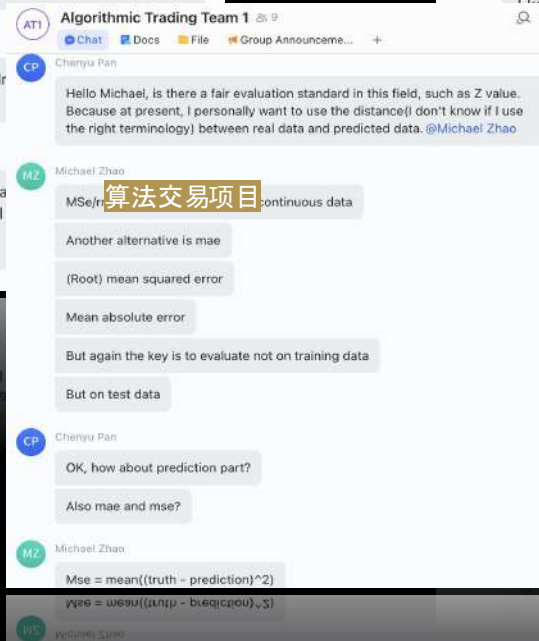 AT1
Algorithmic Trading Team 1
9
Chat
Docs
File
Group Announceme...
+
CP
Chenyu Pan
Hello Michael, is there a fair evaluation standard in this field, such as Z value.
Because at present, I personally want to use the distance(I don't know if I use
the right terminology) between real data and predicted data. @Michael Zhao
MZ
Michael Zhao
MSe/
算法交易项目
continuous data
Another alternative is mae
(Root) mean squared error
Mean absolute error
But again the key is to evaluate not on training data
But on test data
CP
Chenyu Pan
OK, how about prediction part?
Also mae and mse?
MZ
Michael Zhao
Mse = mean((truth - prediction)^2)